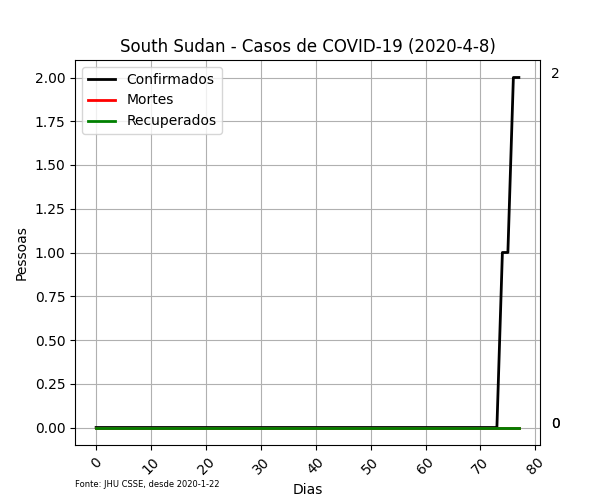 South Sudan - Casos de COVID-19 (2020-4-8)
Confirmados
Mortes
Recuperados
2.00
1.75
1.50
1.25
1.00
0.75
0.50
0.25
0.00
Pessoas
2
0
0
10
20
30
40
50
60
70
80
Dias
Fonte: JHU CSSE, desde 2020-1-22